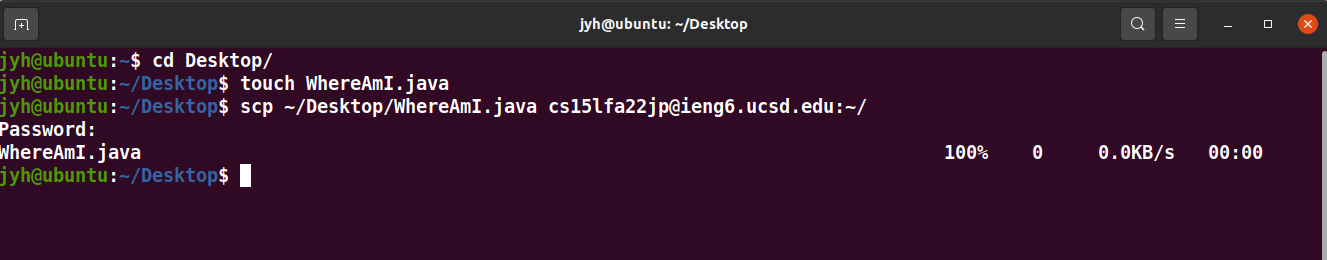 jyh@ubuntu: ~/Desktop
jyh@ubuntu:~$ cd Desktop/
jyh@ubuntu:~/Desktop$ touch WhereAmI.java
jyh@ubuntu:~/Desktop$ scp ~/Desktop/WhereAmI.java cs15lfa22jp@ieng6.ucsd.edu:~/
Password:
WhereAmI.java 100% 0 0.0KB/s 00:00
jyh@ubuntu:~/Desktop$